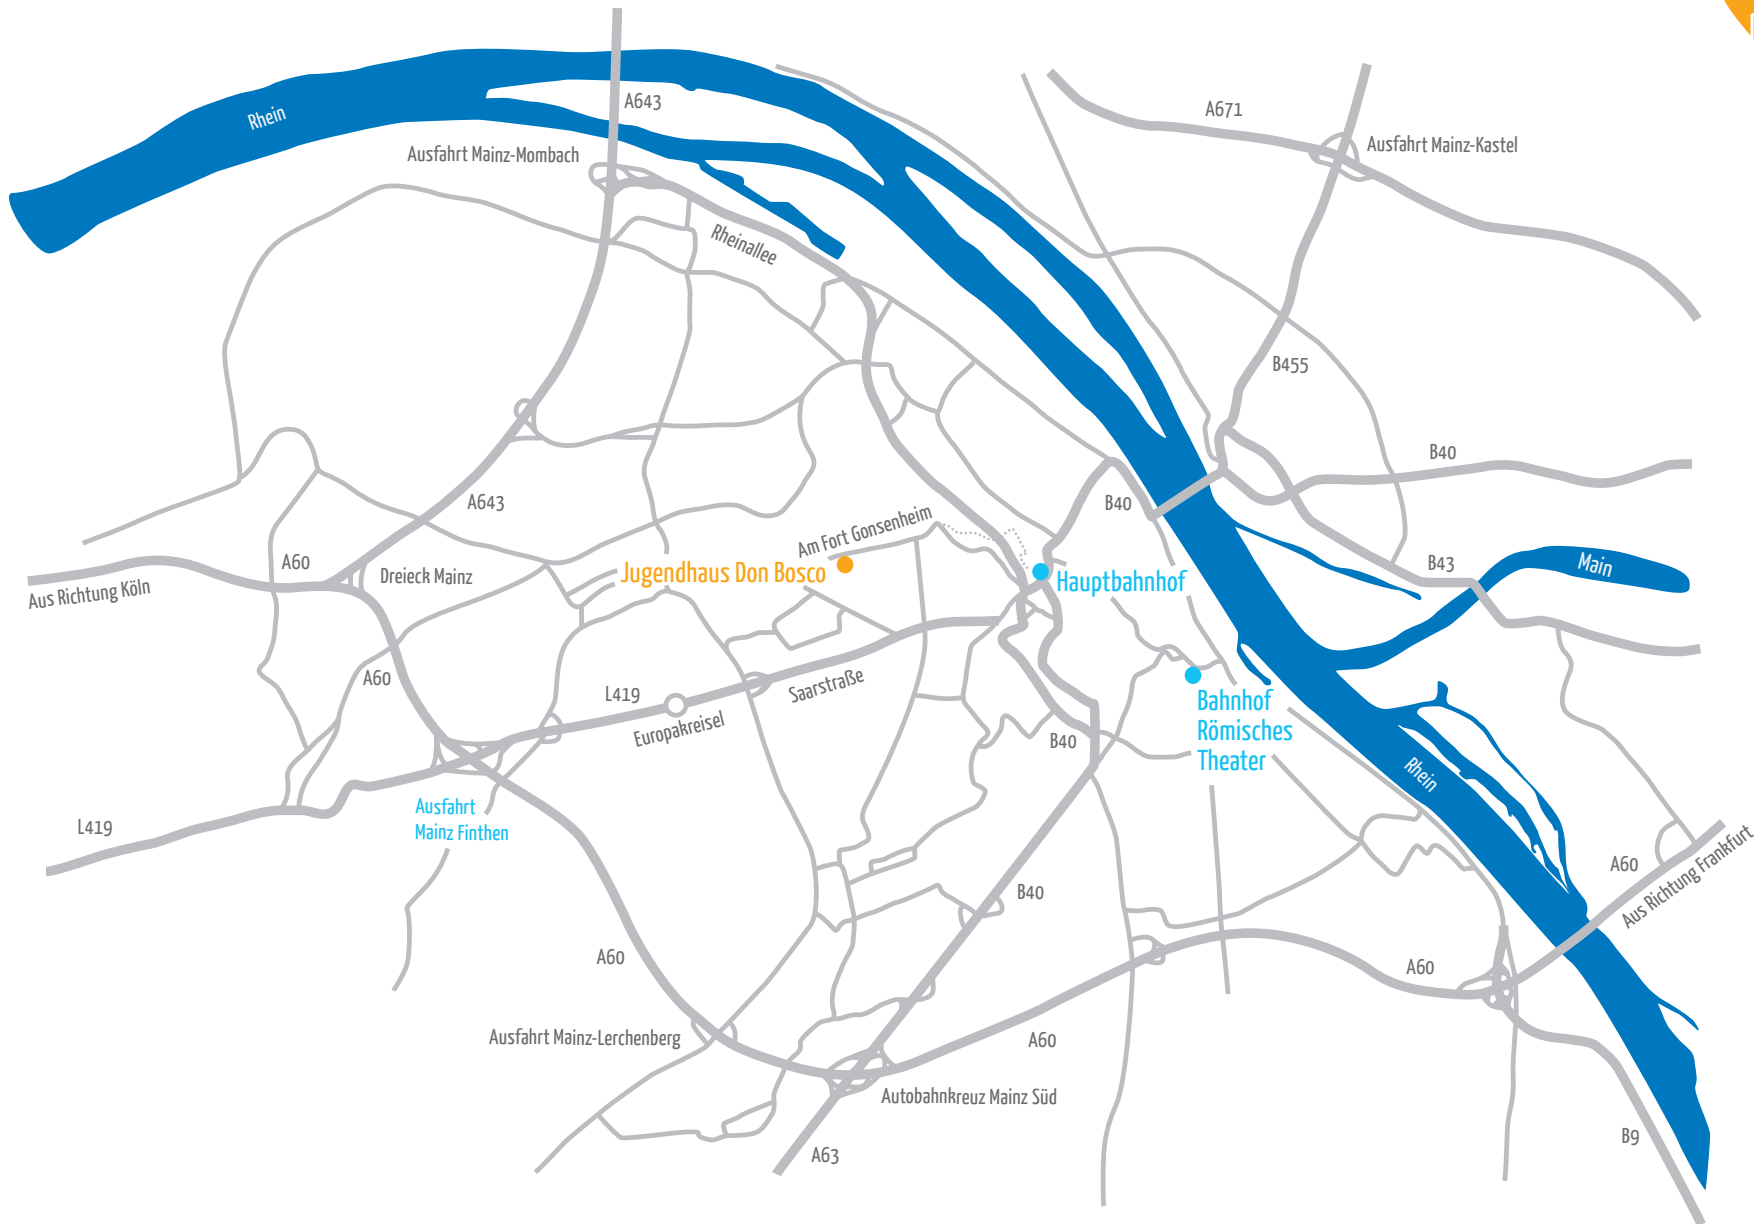 A643
Rhein
A671
Ausfahrt Mainz-Kastel
Ausfahrt Mainz-Mombach
Rheinallee
B455
B40
A643
B40
Am Fort Gonsenheim
A60
Dreieck Mainz
Jugendhaus Don Bosco
Hauptbahnhof
B43
Main
Aus Richtung Köln
A60
L419
Saarstraße
Europakreisel
Bahnhof
Römisches
Theater
B40
Rhein
Ausfahrt
Mainz Finthen
L419
B40
A60
Aus Richtung Frankfurt
A60
A60
Ausfahrt Mainz-Lerchenberg
A60
Autobahnkreuz Mainz Süd
B9
A63